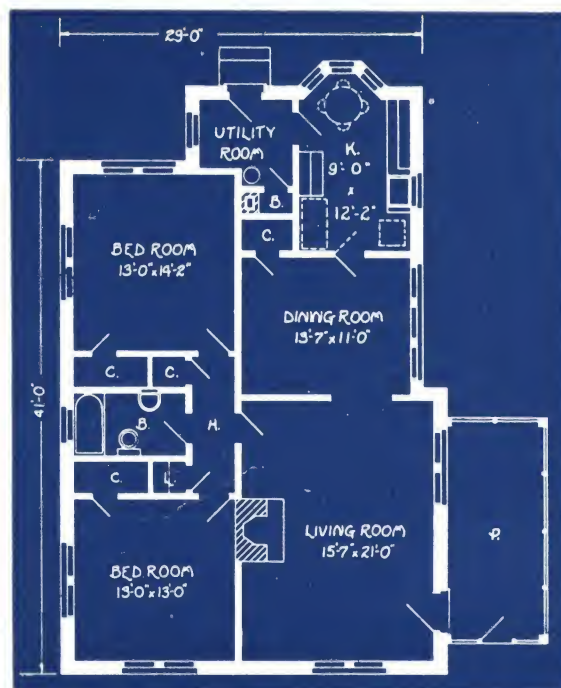 29'-0"
UTILITY
ROOM
K.
9'-0"
x
12'-2"
B.
C.
BED ROOM
13'-0"x14'-2"
DINING ROOM
13'-7"x11'-0"
41'-0"
C.
C.
B.
H.
C.
L.
LIVING ROOM
15'-7"x21'-0"
P.
BED ROOM
13'-0"x13'-0"